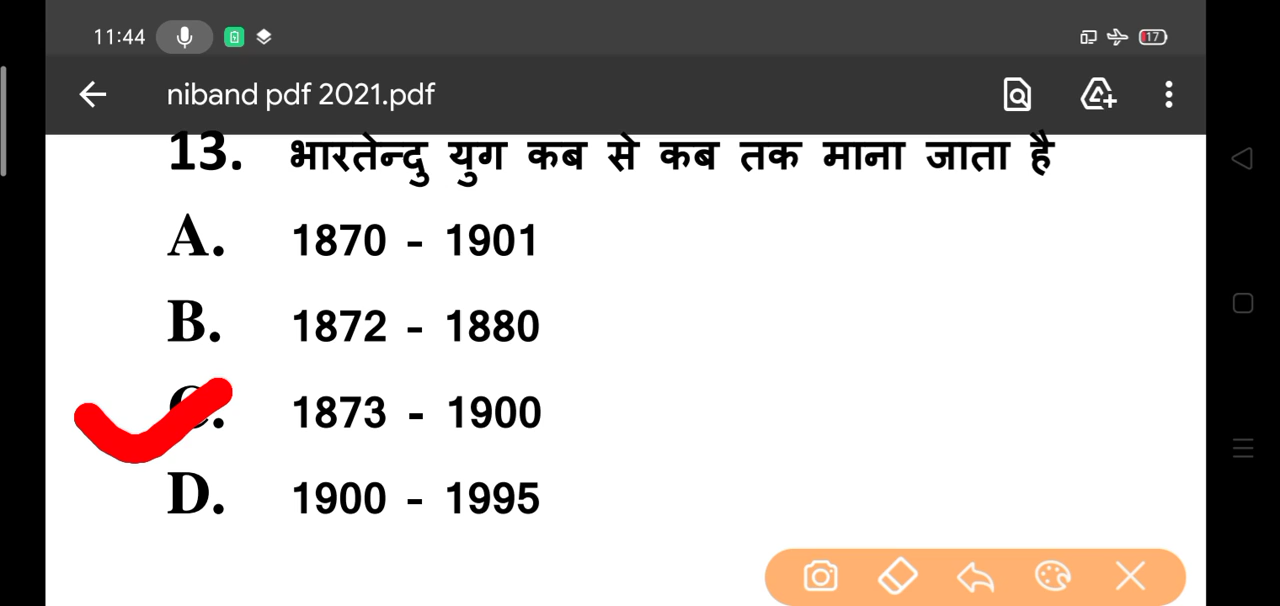 11:44
17
niband pdf 2021.pdf
13. भारतेन्दु युग कब से कब तक माना जाता है
A. 1870 - 1901
B. 1872 - 1880
C. 1873 - 1900
D. 1900 - 1995